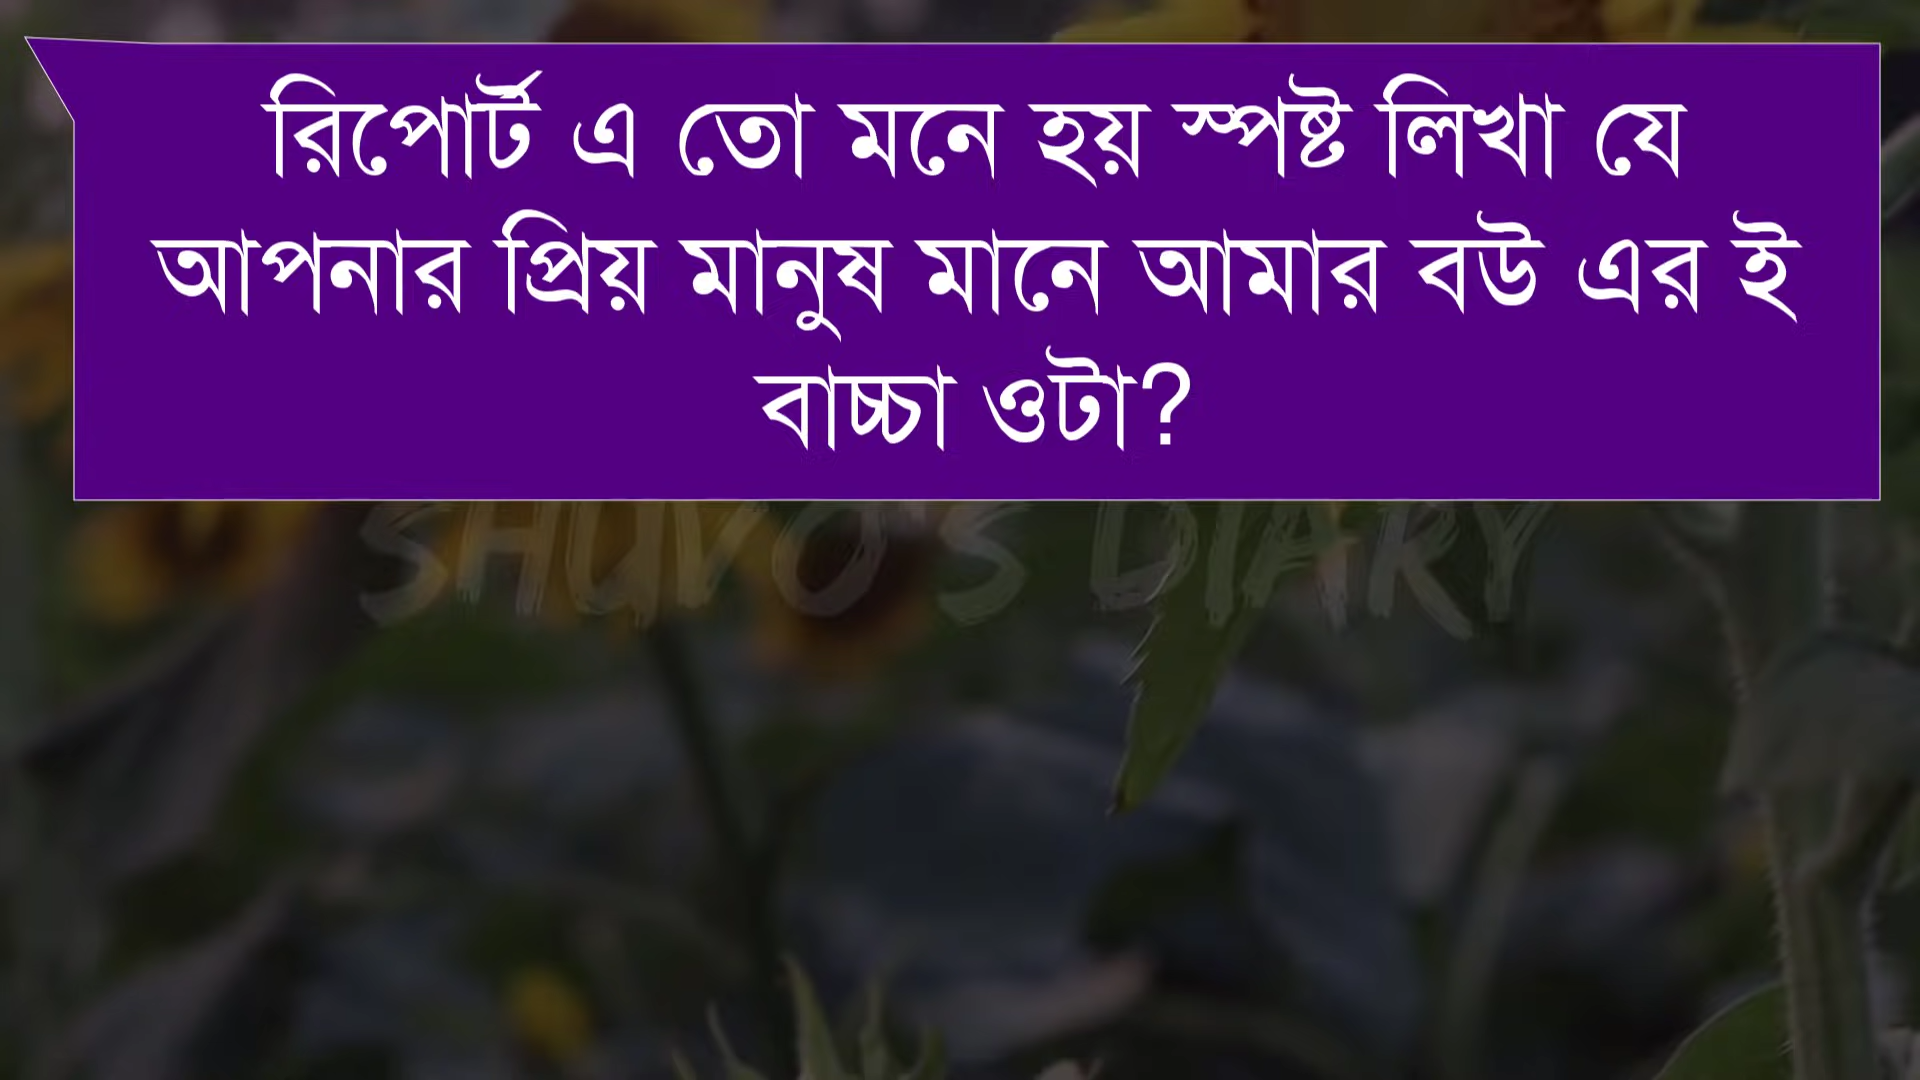 রিপোর্ট এ তো মনে হয় স্পষ্ট লিখা যে
আপনার প্রিয় মানুষ মানে আমার বউ এর ই
বাচ্চা ওটা?
SHUVO'S DIARY